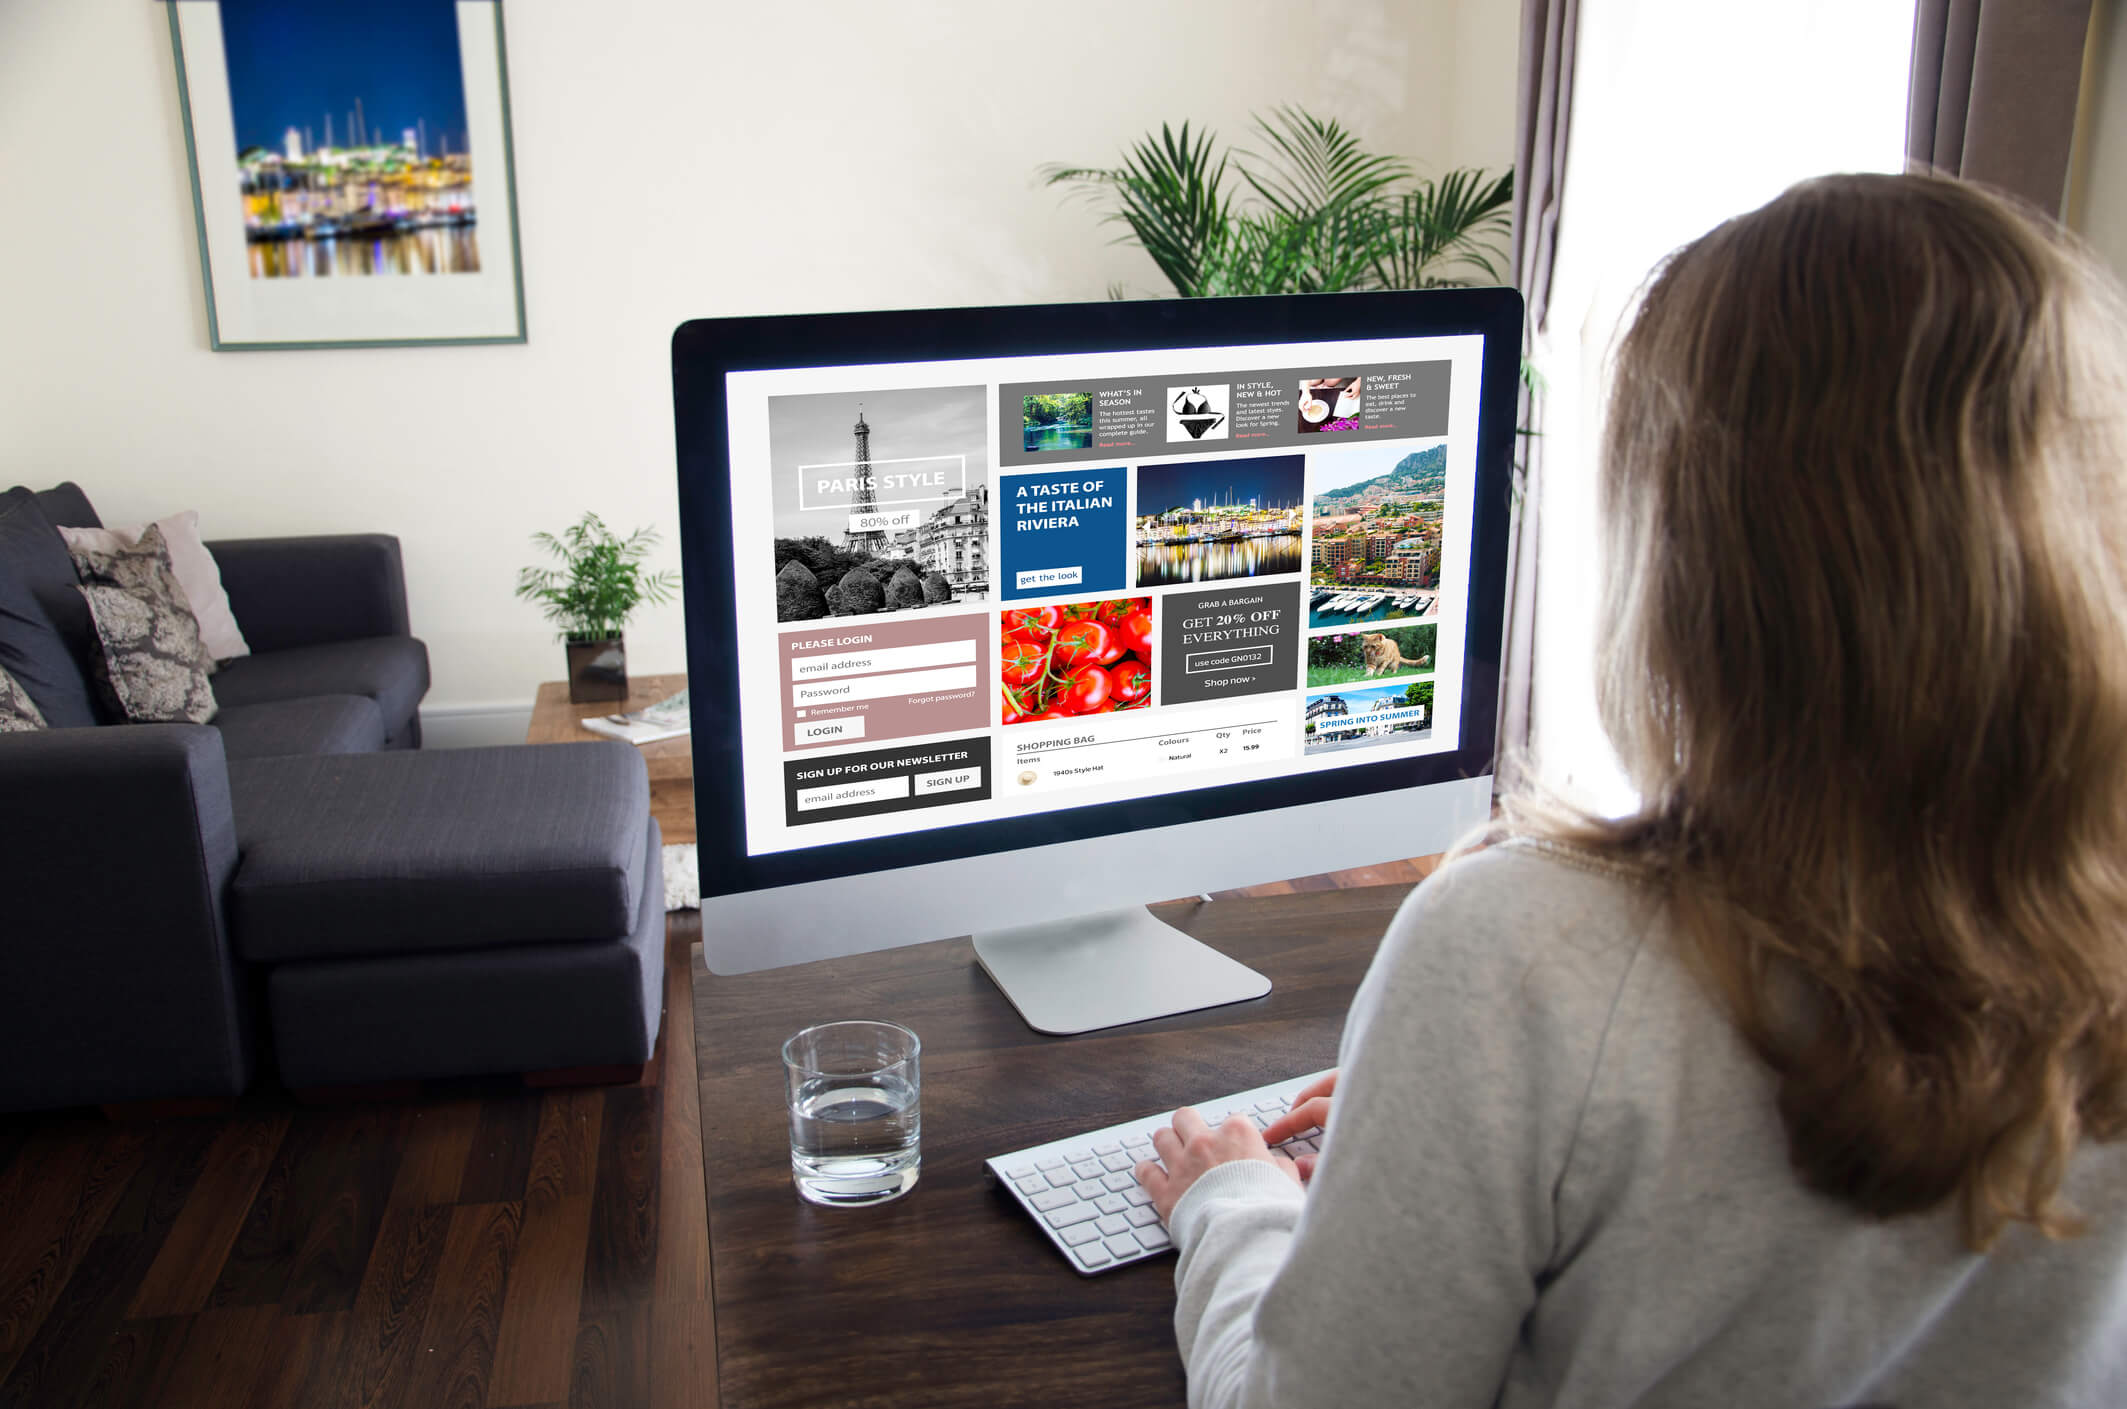 PARIS STYLE
80% off
WHAT'S IN
SEASON
The hottest tastes
this summer, all
wrapped up in our
complete guide.
Read more...
IN STYLE,
NEW & HOT
The newest trends
and latest styes.
Discover a new
look for Spring.
Read more...
NEW, FRESH
& SWEET
The best places to
eat, drink and
discover a new
taste.
Read more..
A TASTE OF
THE ITALIAN
RIVIERA
get the look
PLEASE LOGIN
email address
Password
Remember me
Forgot password?
LOGIN
GRAB A BARGAIN
GET 20% OFF
EVERYTHING
use code GN0132
Shop now >
SPRING INTO SUMMER
SIGN UP FOR OUR NEWSLETTER
email address
SIGN UP
SHOPPING BAG
Items Colours Qty Price
1940s Style Hat Natural X2 15.99